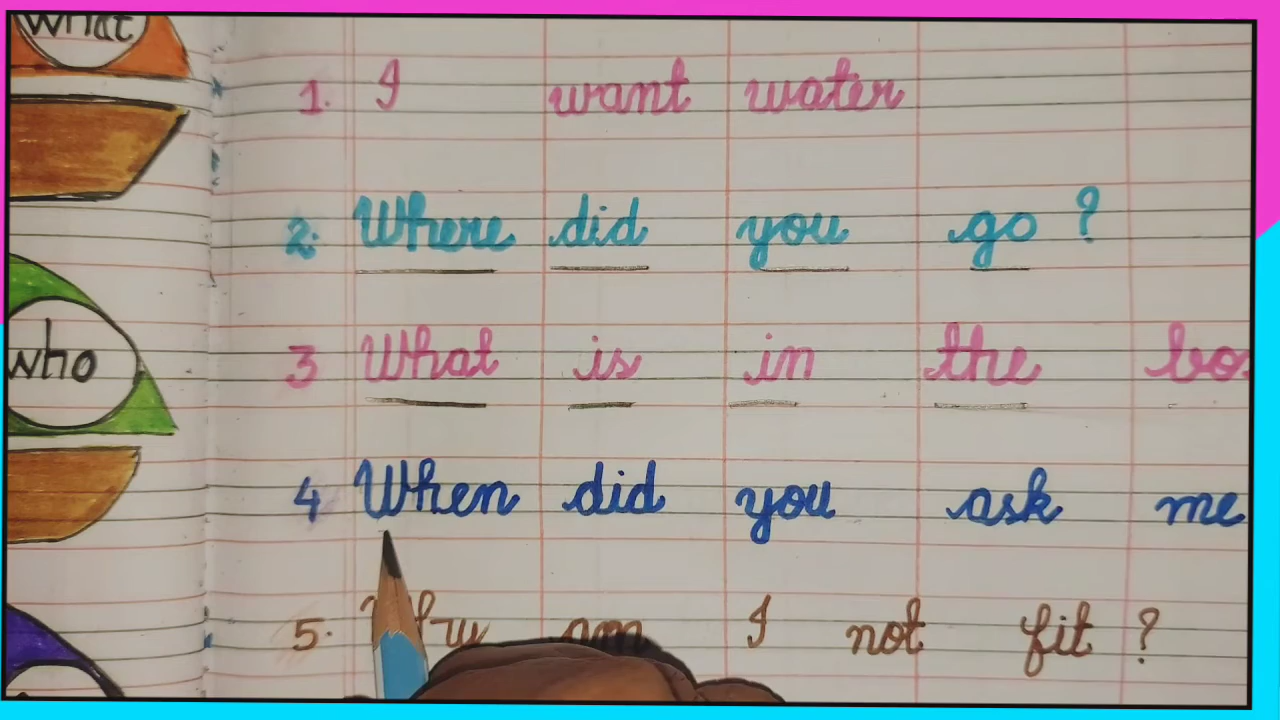 what
1. I want water
2. Where did you go ?
3 What is in the
who
4 When did you ask me
5. Why am I not fit ?